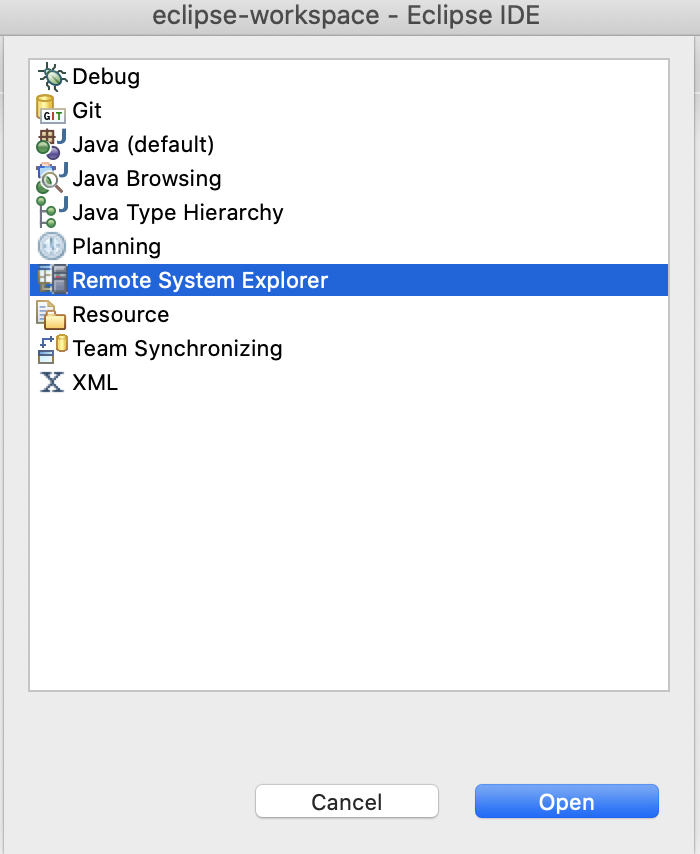 eclipse-workspace - Eclipse IDE
Debug
GIT Git
Java (default)
Java Browsing
Java Type Hierarchy
Planning
Remote System Explorer
Resource
Team Synchronizing
XML
Cancel Open